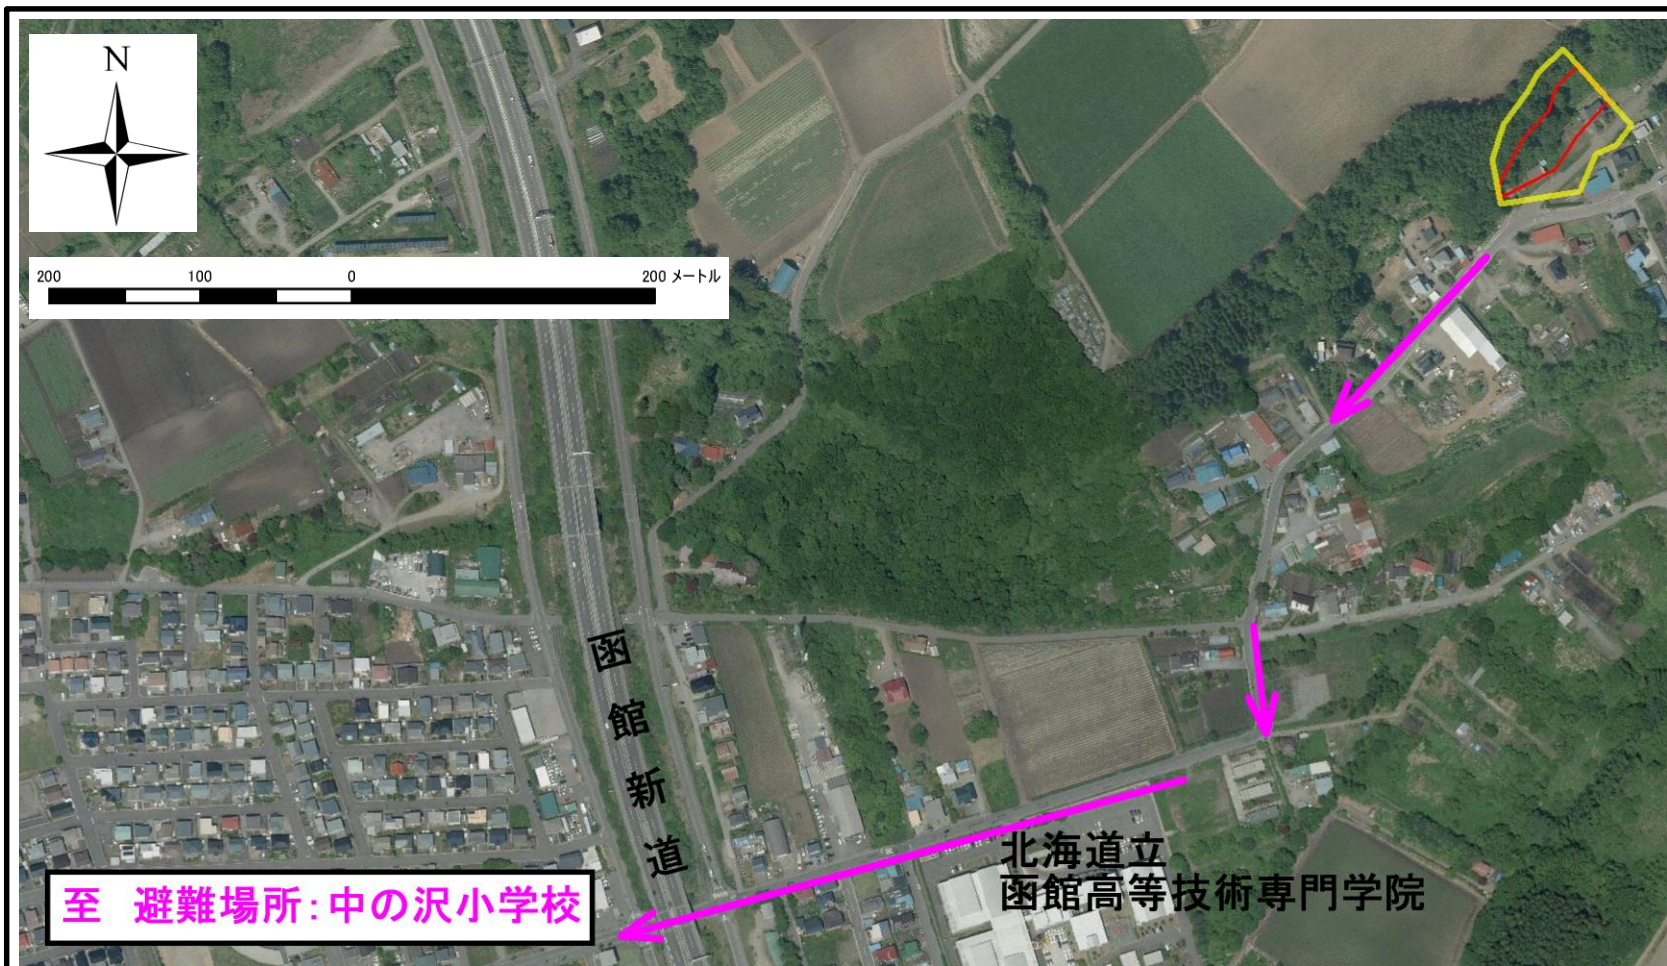 N
200 100 0 200 メートル
函館新道
北海道立
函館高等技術専門学院
至 避難場所:中の沢小学校